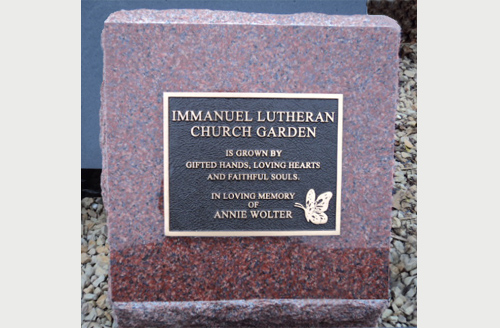 IMMANUEL LUTHERAN
CHURCH GARDEN
IS GROWN BY
GIFTED HANDS, LOVING HEARTS
AND FAITHFUL SOULS.
IN LOVING MEMORY
OF
ANNIE WOLTER